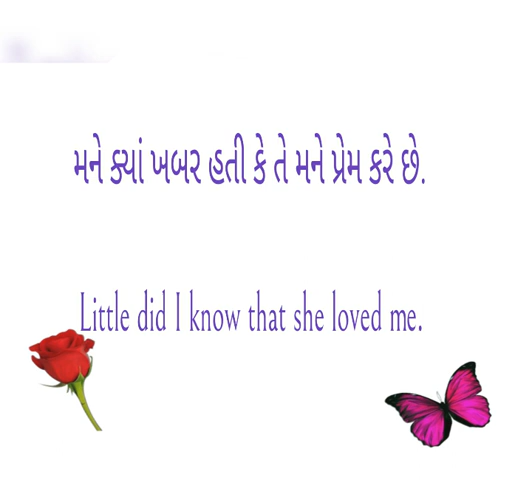 મને ક્યાં ખબર હતી કે તે મને પ્રેમ કરે છે.
Little did I know that she loved me.